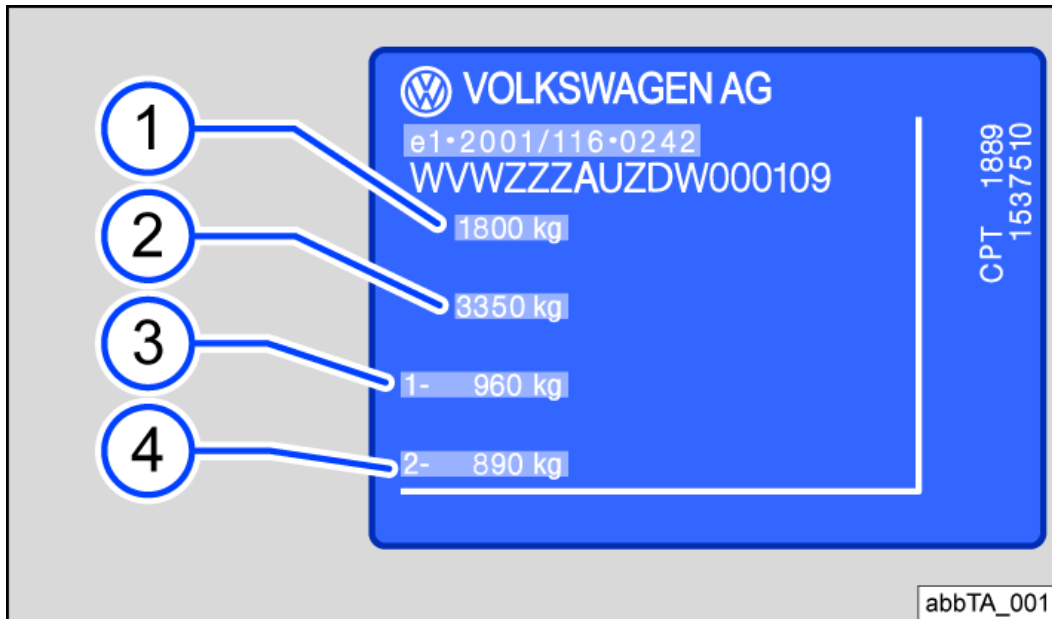 VOLKSWAGEN AG
e1•2001/116•0242
WVWZZZAUZDW000109
1
1800 kg
2
3350 kg
3
1- 960 kg
4
2- 890 kg
CPT 1889
1537510
abbTA_001